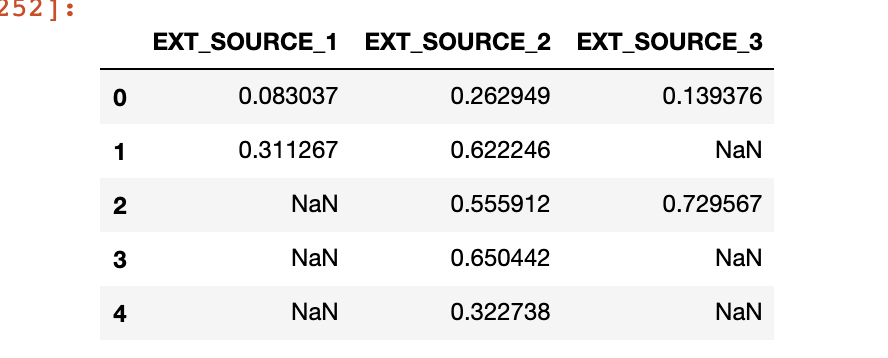 252]:
EXT_SOURCE_1 EXT_SOURCE_2 EXT_SOURCE_3
0 0.083037 0.262949 0.139376
1 0.311267 0.622246 NaN
2 NaN 0.555912 0.729567
3 NaN 0.650442 NaN
4 NaN 0.322738 NaN